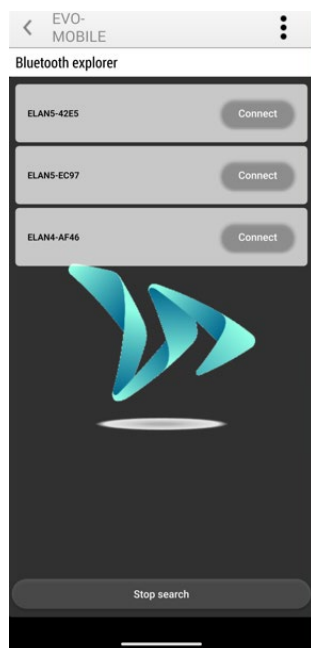 EVO-
MOBILE
Bluetooth explorer
ELAN5-42E5
Connect
ELAN5-EC97
Connect
ELAN4-AF46
Connect
Stop search